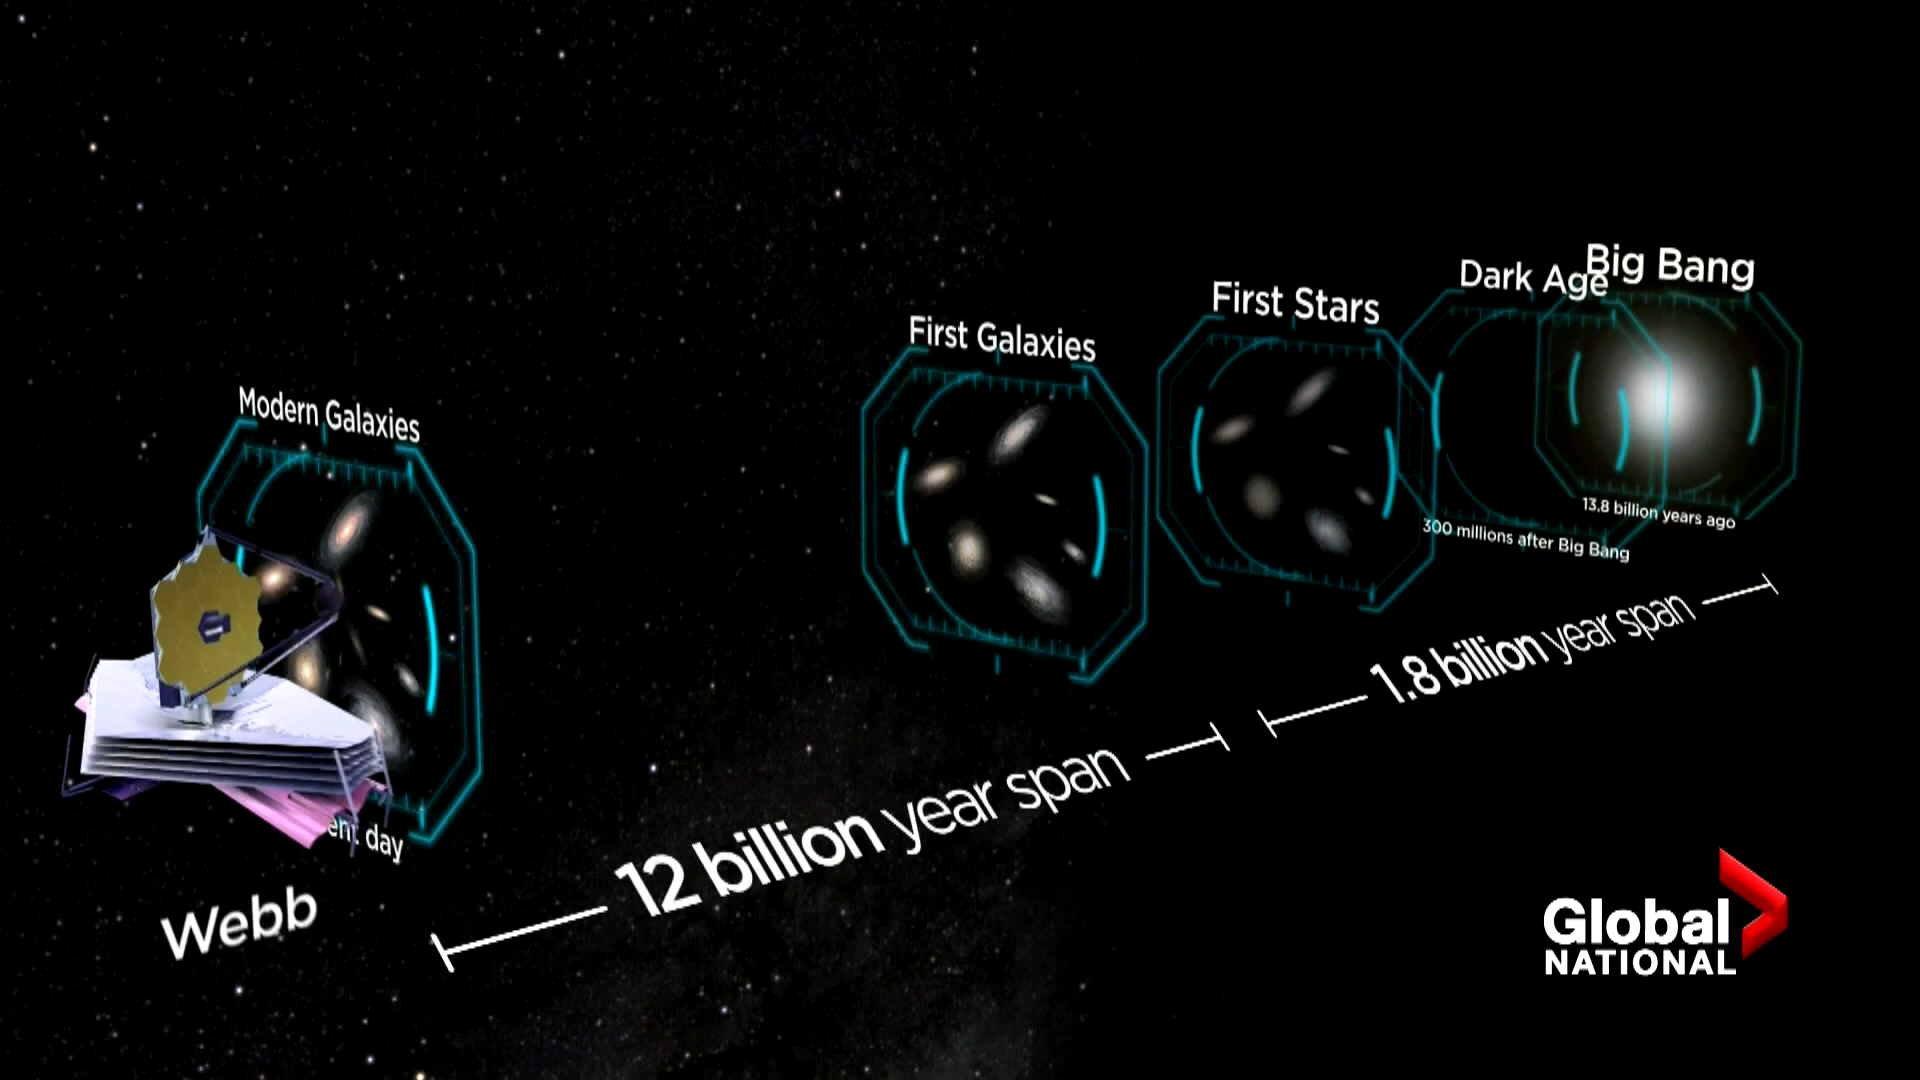 Big Bang
Dark Age
First Stars
First Galaxies
Modern Galaxies
13.8 billion years ago
300 millions after Big Bang
1.8 billion year span
12 billion year span
day
Webb
Global
NATIONAL